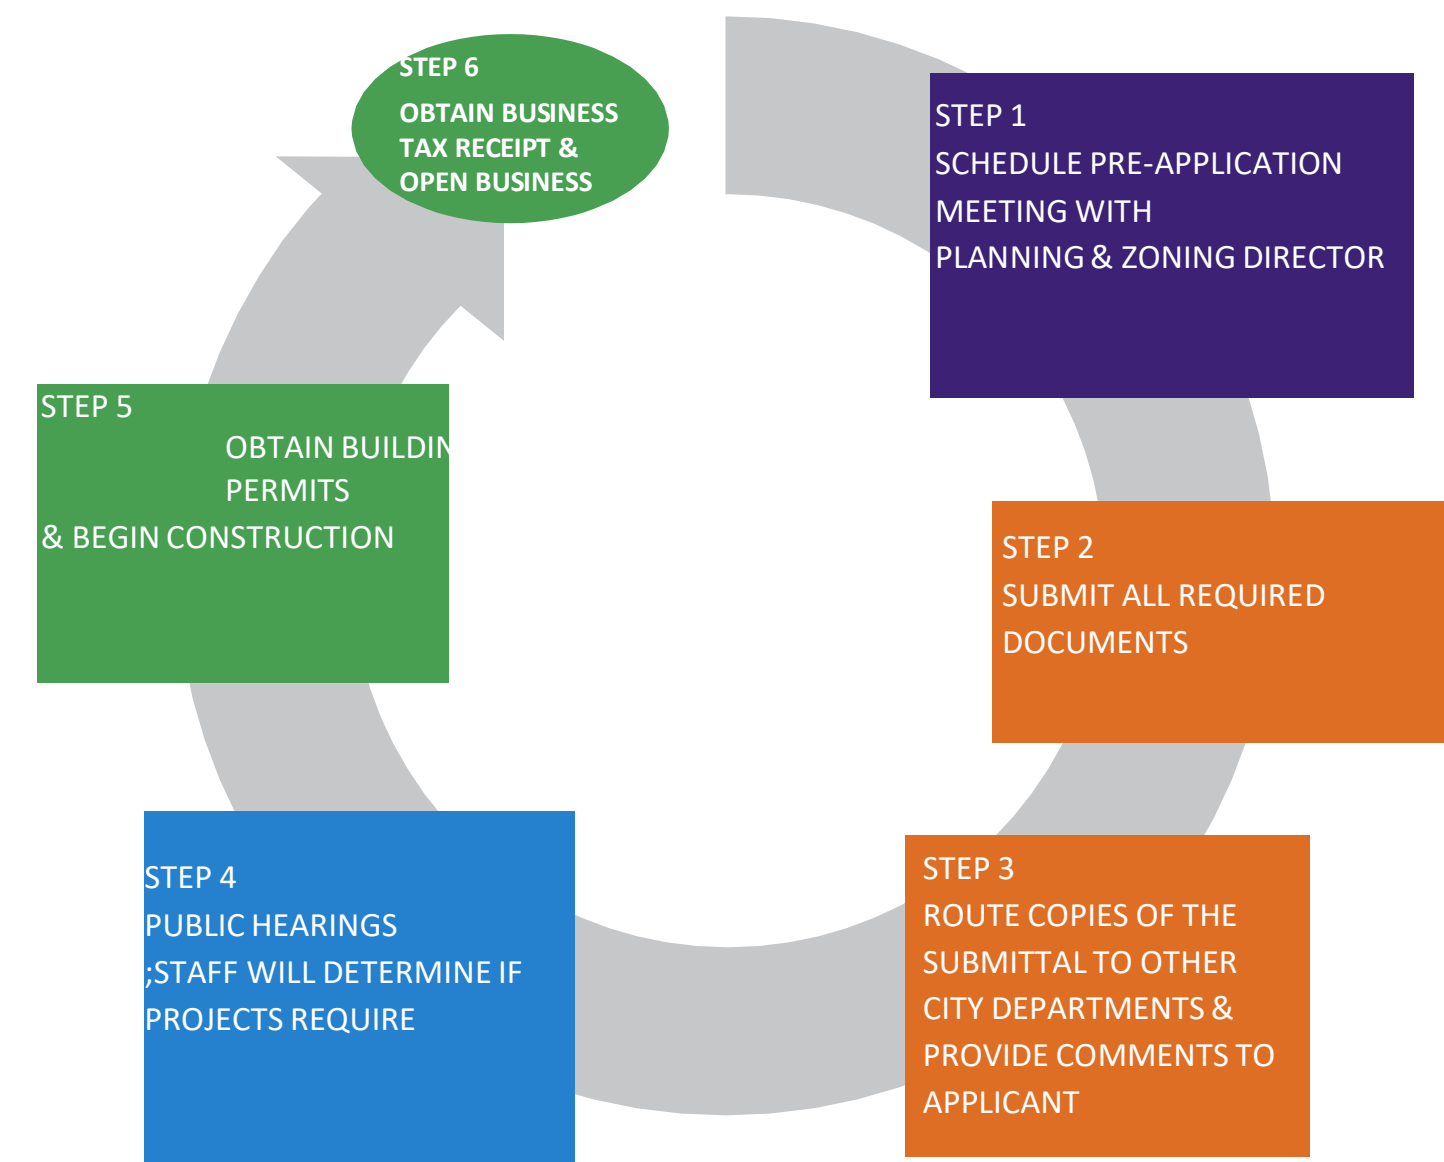 STEP 1
SCHEDULE PRE-APPLICATION
MEETING WITH
PLANNING & ZONING DIRECTOR
STEP 2
SUBMIT ALL REQUIRED
DOCUMENTS
STEP 3
ROUTE COPIES OF THE
SUBMITTAL TO OTHER
CITY DEPARTMENTS &
PROVIDE COMMENTS TO
APPLICANT
STEP 4
PUBLIC HEARINGS
;STAFF WILL DETERMINE IF
PROJECTS REQUIRE
STEP 5
OBTAIN BUILDIN
PERMITS
& BEGIN CONSTRUCTION
STEP 6
OBTAIN BUSINESS
TAX RECEIPT &
OPEN BUSINESS